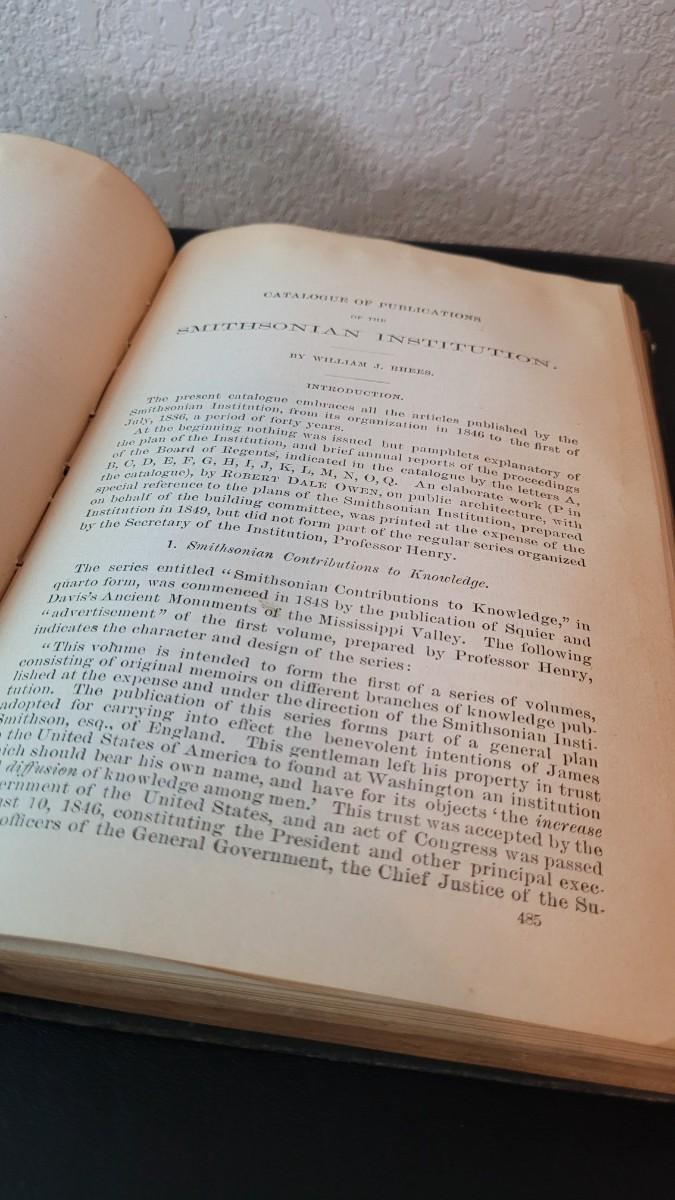 CATALOGUE OF PUBLICATIONS
OF THE
SMITHSONIAN INSTITUTION.
BY WILLIAM J. RHEES.
INTRODUCTION.
The present catalogue embraces all the articles published by the
Smithsonian Institution, from its organization in 1846 to the first of
July, 1886, a period of forty years.
At the beginning nothing was issued but pamphlets explanatory of
the plan of the Institution, and brief annual reports of the proceedings
of the Board of Regents, indicated in the catalogue by the letters A,
B, C, D, E, F, G, H, I, J, K, L, M, N, O, Q. An elaborate work (P in
the catalogue), by ROBERT DALE OWEN, on public architecture, with
special reference to the plans of the Smithsonian Institution, prepared
on behalf of the building committee, was printed at the expense of the
Institution in 1849, but did not form part of the regular series organized
by the Secretary of the Institution, Professor Henry.
1. Smithsonian Contributions to Knowledge.
The series entitled "Smithsonian Contributions to Knowledge," in
quarto form, was commenced in 1848 by the publication of Squier and
Davis's Ancient Monuments of the Mississippi Valley. The following
"advertisement" of the first volume, prepared by Professor Henry,
indicates the character and design of the series:
"This volume is intended to form the first of a series of volumes,
consisting of original memoirs on different branches of knowledge pub-
lished at the expense and under the direction of the Smithsonian Insti-
tution. The publication of this series forms part of a general plan
adopted for carrying into effect the benevolent intentions of James
Smithson, esq., of England. This gentleman left his property in trust
the United States of America to found at Washington an institution
ich should bear his own name, and have for its objects 'the increase
diffusion of knowledge among men.' This trust was accepted by the
ernment of the United States, and an act of Congress was passed
ust 10, 1846, constituting the President and other principal exec-
officers of the General Government, the Chief Justice of the Su-
485